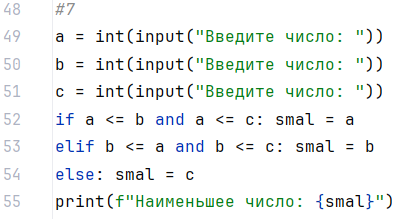 48 #7
49 a = int(input("Введите число: "))
50 b = int(input("Введите число: "))
51 c = int(input("Введите число: "))
52 if a <= b and a <= c: smal = a
53 elif b <= a and b <= c: smal = b
54 else: smal = c
55 print(f"Наименьшее число: {smal}")